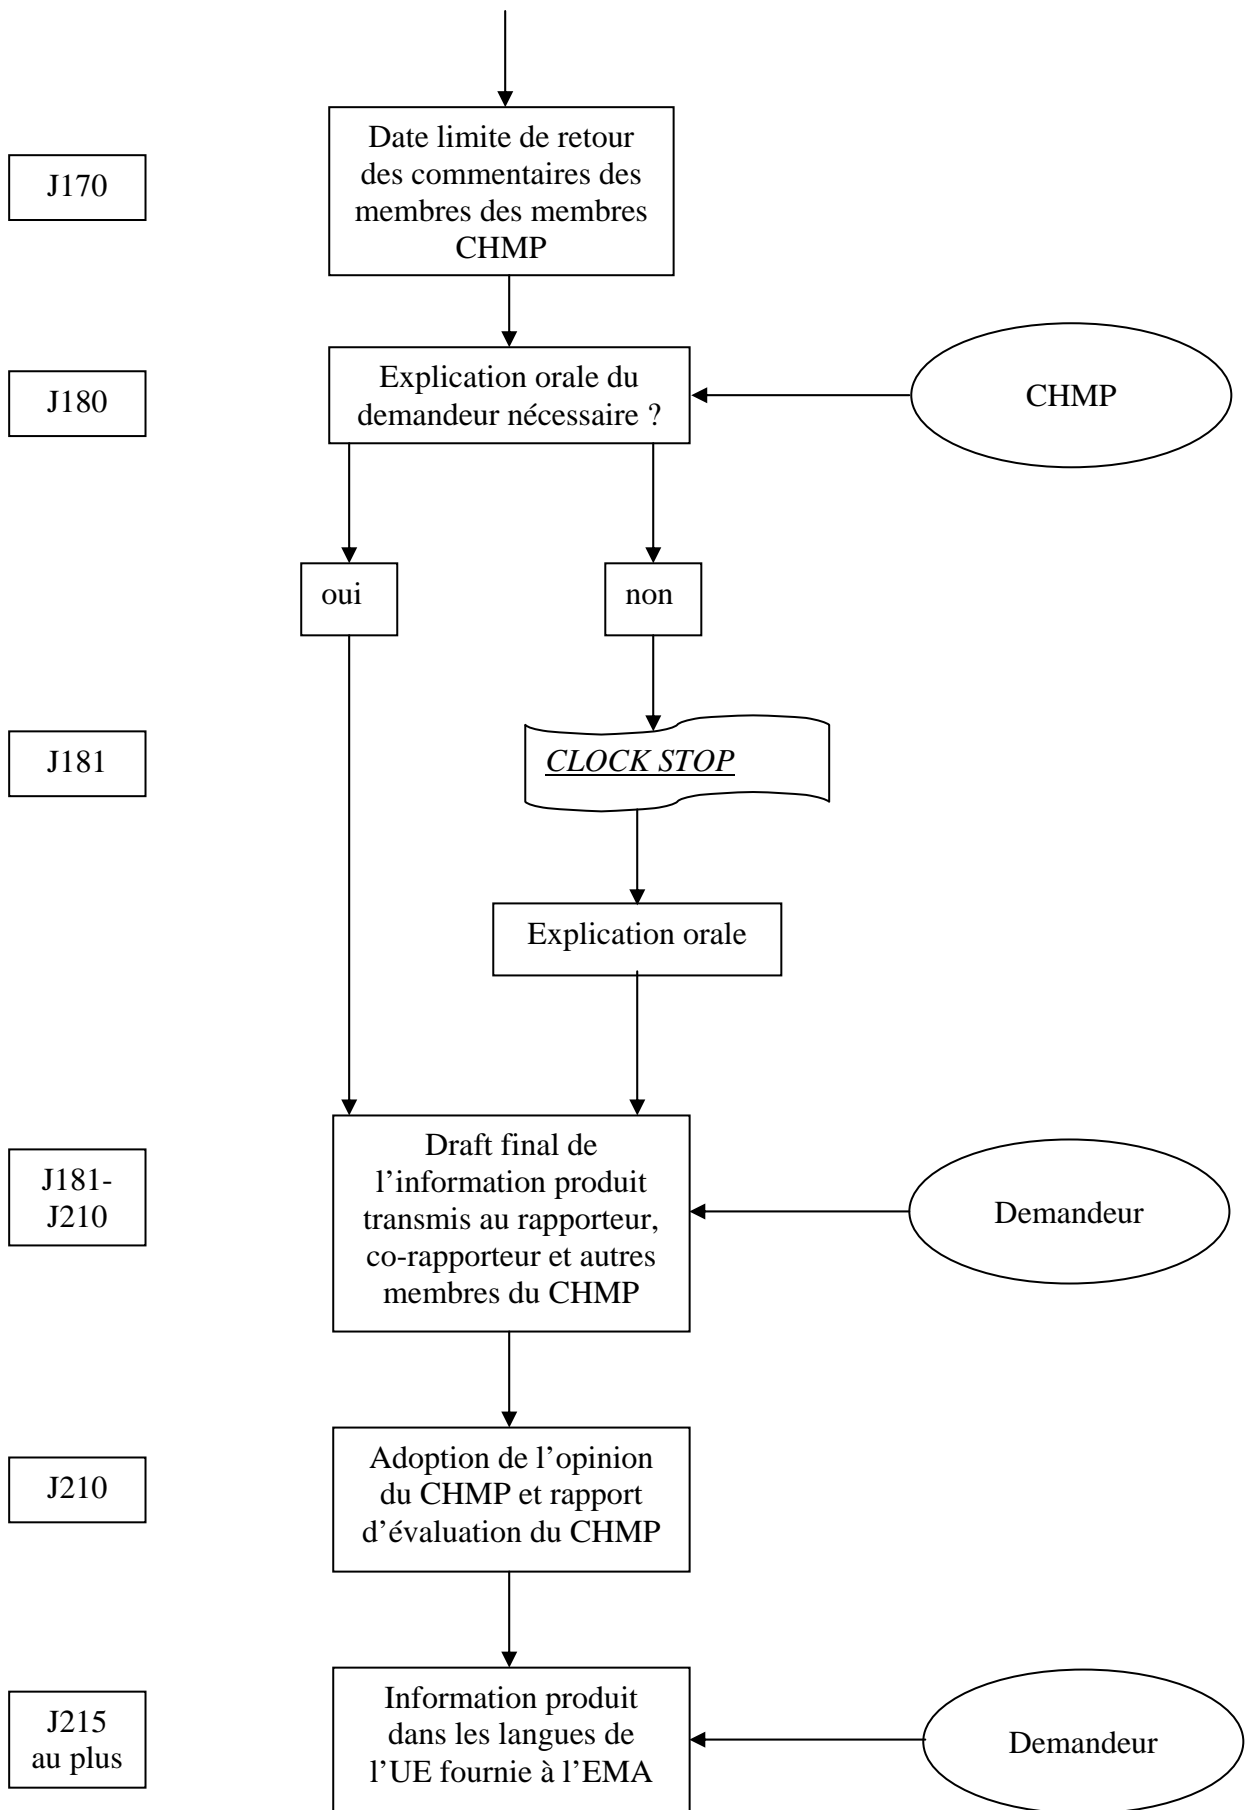 J170
Date limite de retour
des commentaires des
membres des membres
CHMP
J180
Explication orale du
demandeur nécessaire ?
CHMP
oui
non
J181
CLOCK STOP
Explication orale
J181-
J210
Draft final de
l’information produit
transmis au rapporteur,
co-rapporteur et autres
membres du CHMP
Demandeur
J210
Adoption de l’opinion
du CHMP et rapport
d’évaluation du CHMP
J215
au plus
Information produit
dans les langues de
l’UE fournie à l’EMA
Demandeur